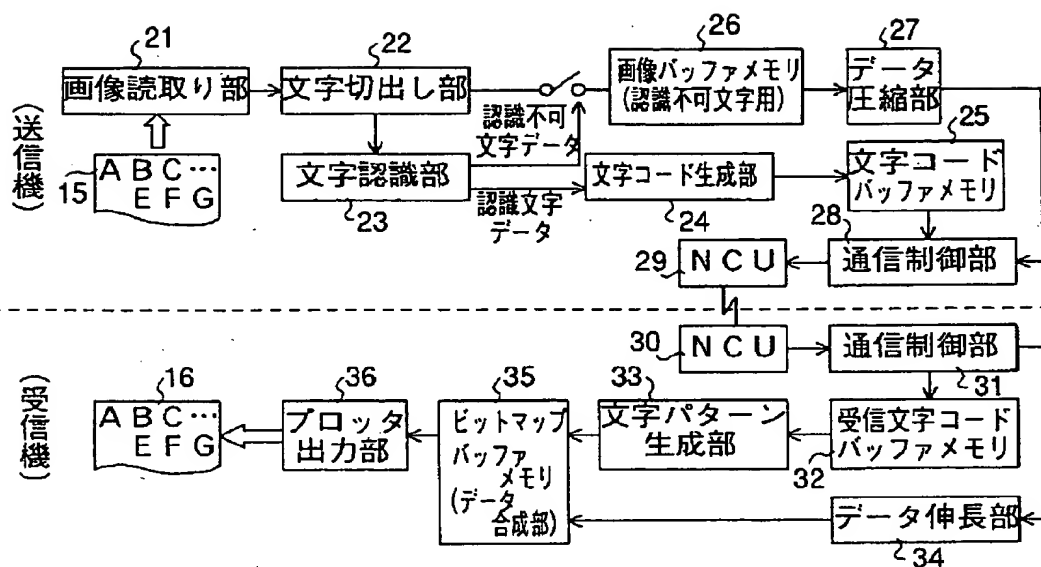 (送信機)
21
画像読取り部
22
文字切出し部
26
画像バッファメモリ
(認識不可文字用)
27
データ
圧縮部
認識不可
文字データ
25
文字コード
バッファメモリ
15
A B C…
E F G
文字認識部
23
認識文字
データ
文字コード生成部
24
28
通信制御部
29
NCU
(受信機)
30
NCU
通信制御部
31
16
A B C…
E F G
36
プロッタ
出力部
35
ビットマップ
バッファ
メモリ
(データ
合成部)
33
文字パターン
生成部
受信文字コード
バッファメモリ
32
データ伸長部
34